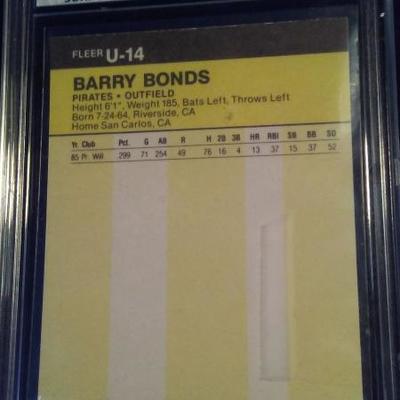 FLEER U-14
BARRY BONDS
PIRATES • OUTFIELD
Height 6'1", Weight 185, Bats Left, Throws Left
Born 7-24-64, Riverside, CA
Home San Carlos, CA
Yr. Club Pct. G AB R H 2B 3B HR RBI SB BB SO
85 Pr. Will .299 71 254 49 76 16 4 13 37 15 37 52